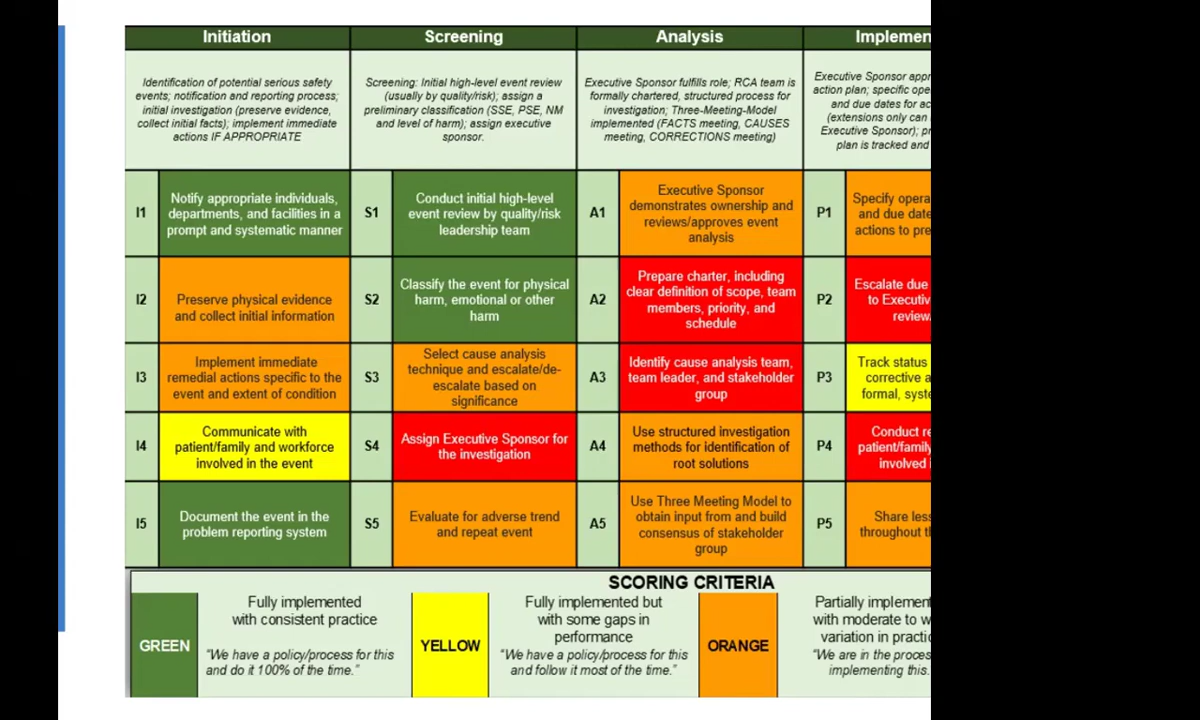 Initiation
Screening
Analysis
Implemen
Identification of potential serious safety
events; notification and reporting process;
initial investigation (preserve evidence,
collect initial facts); implement immediate
actions IF APPROPRIATE
Screening: Initial high-level event review
(usually by quality/risk); assign a
preliminary classification (SSE, PSE, NM
and level of harm); assign executive
sponsor.
Executive Sponsor fulfills role; RCA team is
formally chartered, structured process for
investigation; Three-Meeting-Model
implemented (FACTS meeting, CAUSES
meeting, CORRECTIONS meeting)
Executive Sponsor appr
action plan; specific ope
and due dates for ac
(extensions only can
Executive Sponsor); pr
plan is tracked and
I1
Notify appropriate individuals,
departments, and facilities in a
prompt and systematic manner
S1
Conduct initial high-level
event review by quality/risk
leadership team
A1
Executive Sponsor
demonstrates ownership and
reviews/approves event
analysis
P1
Specify opera
and due date
actions to pre
I2
Preserve physical evidence
and collect initial information
S2
Classify the event for physical
harm, emotional or other
harm
A2
Prepare charter, including
clear definition of scope, team
members, priority, and
schedule
P2
Escalate due
to Executiv
review
I3
Implement immediate
remedial actions specific to the
event and extent of condition
S3
Select cause analysis
technique and escalate/de-
escalate based on
significance
A3
Identify cause analysis team,
team leader, and stakeholder
group
P3
Track status
corrective a
formal, syste
I4
Communicate with
patient/family and workforce
involved in the event
S4
Assign Executive Sponsor for
the investigation
A4
Use structured investigation
methods for identification of
root solutions
P4
Conduct re
patient/family
involved i
I5
Document the event in the
problem reporting system
S5
Evaluate for adverse trend
and repeat event
A5
Use Three Meeting Model to
obtain input from and build
consensus of stakeholder
group
P5
Share less
throughout t
SCORING CRITERIA
GREEN
Fully implemented
with consistent practice
"We have a policy/process for this
and do it 100% of the time."
YELLOW
Fully implemented but
with some gaps in
performance
"We have a policy/process for this
and follow it most of the time."
ORANGE
Partially implement
with moderate to w
variation in practic
"We are in the proces
implementing this.